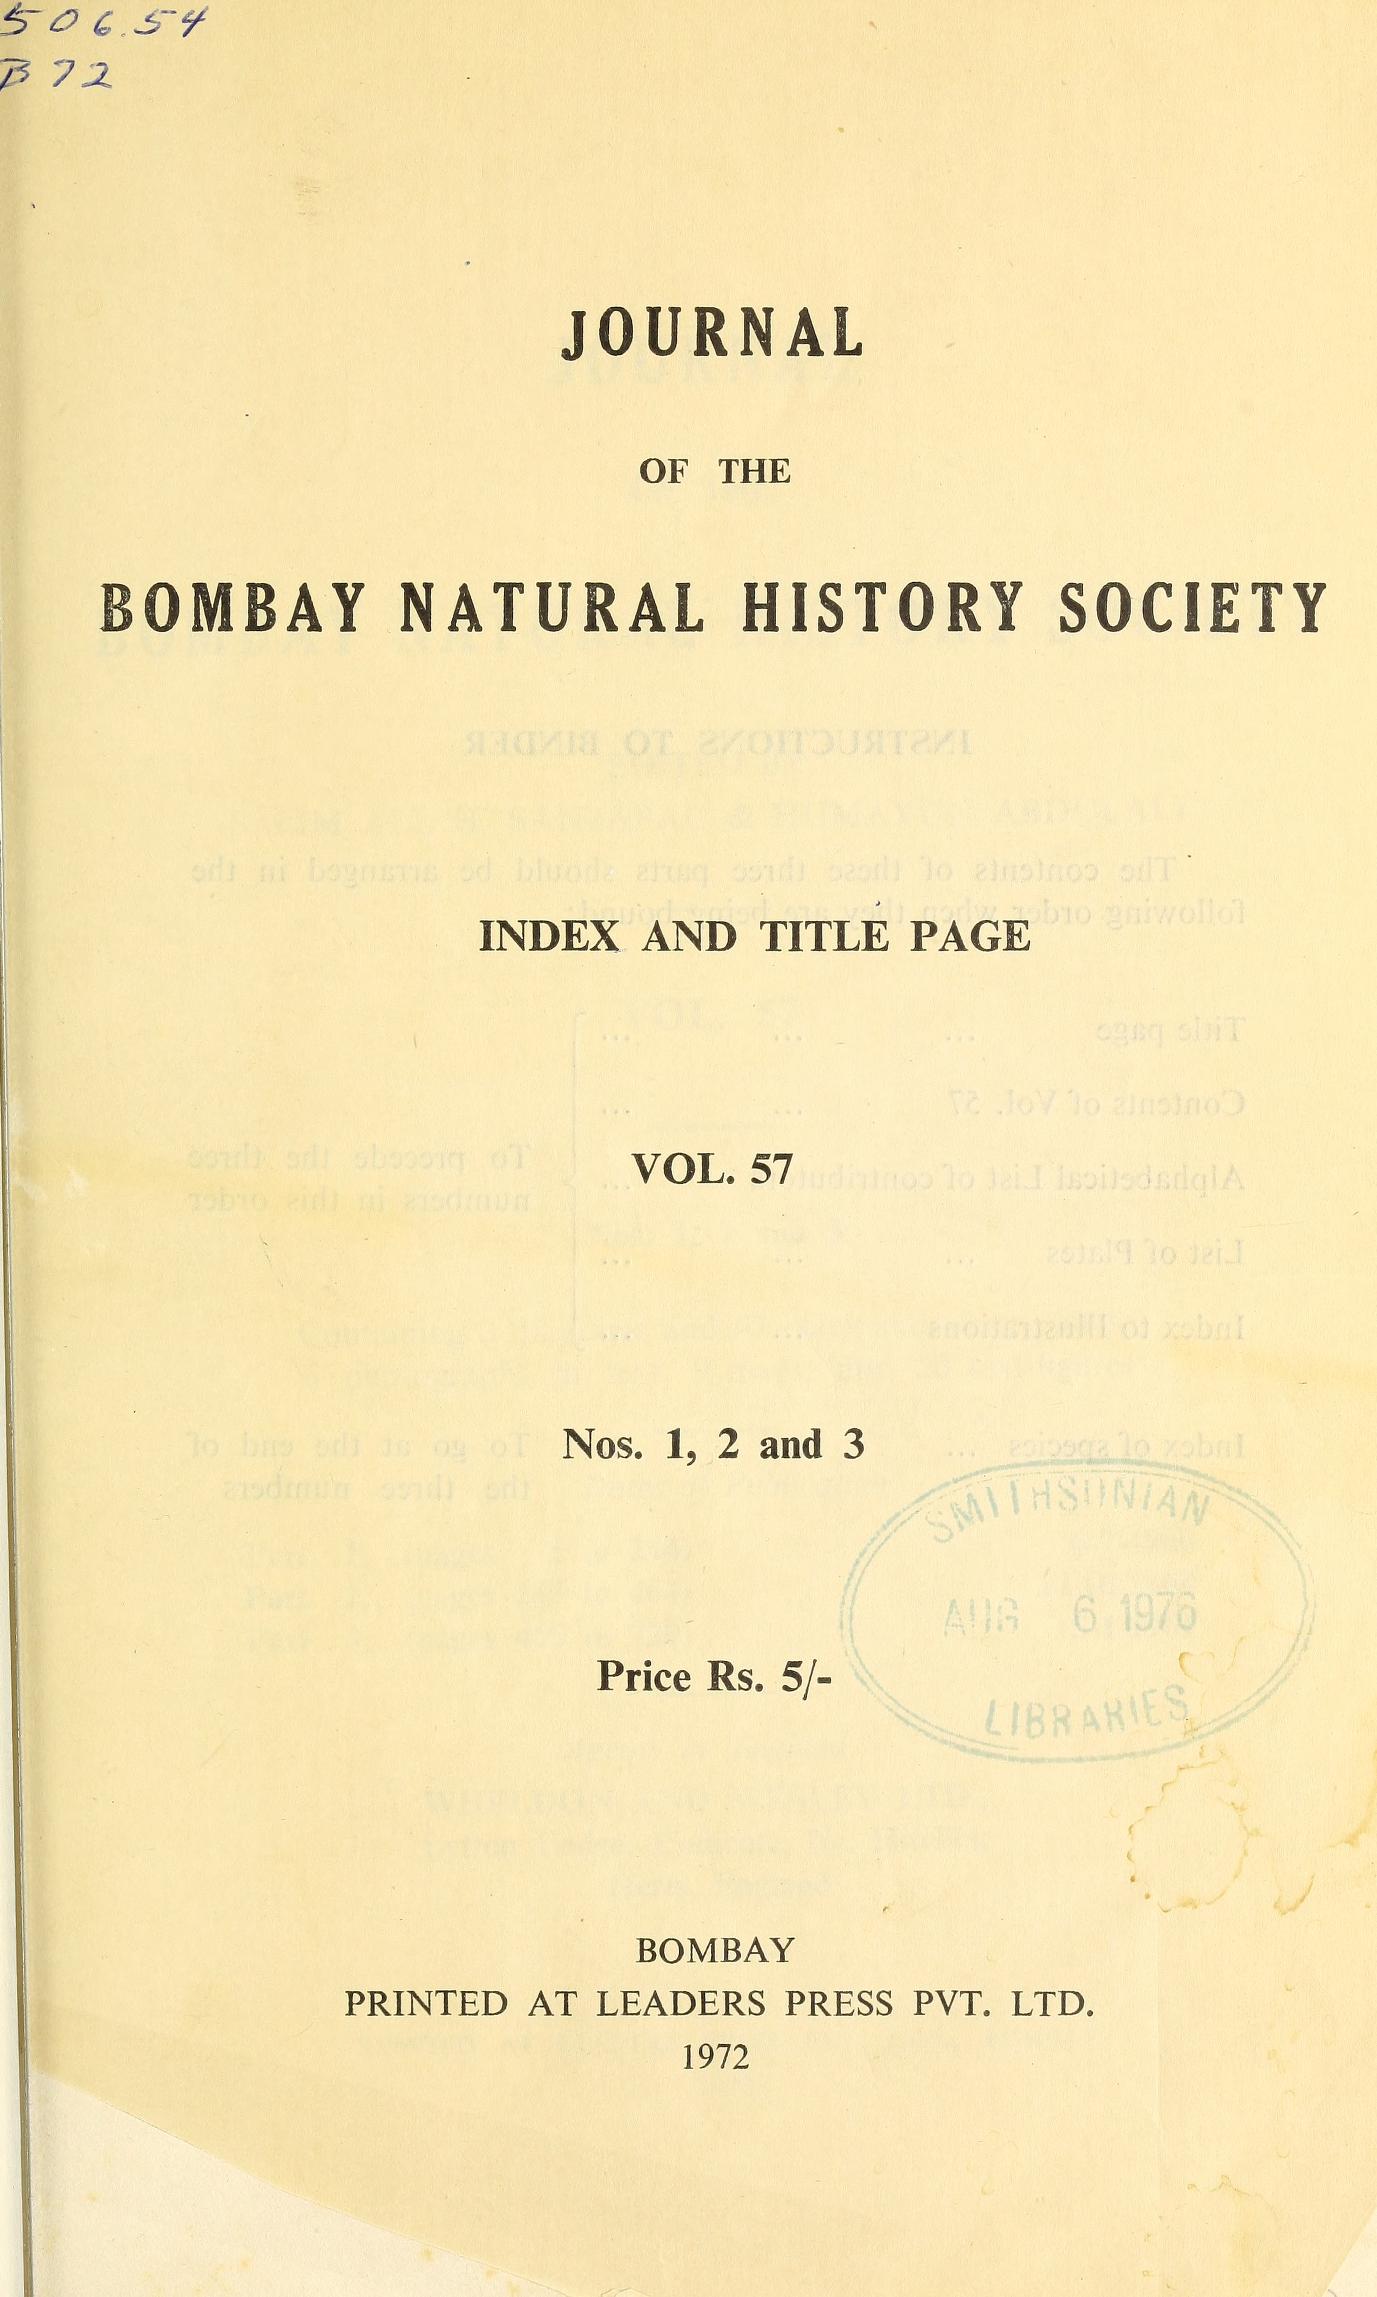 506.54
B72
JOURNAL
OF THE
BOMBAY NATURAL HISTORY SOCIETY
INDEX AND TITLE PAGE
VOL. 57
Nos. 1, 2 and 3
SMITHSONIAN
AUG 6 1976
LIBRARIES
Price Rs. 5/-
BOMBAY
PRINTED AT LEADERS PRESS PVT. LTD.
1972